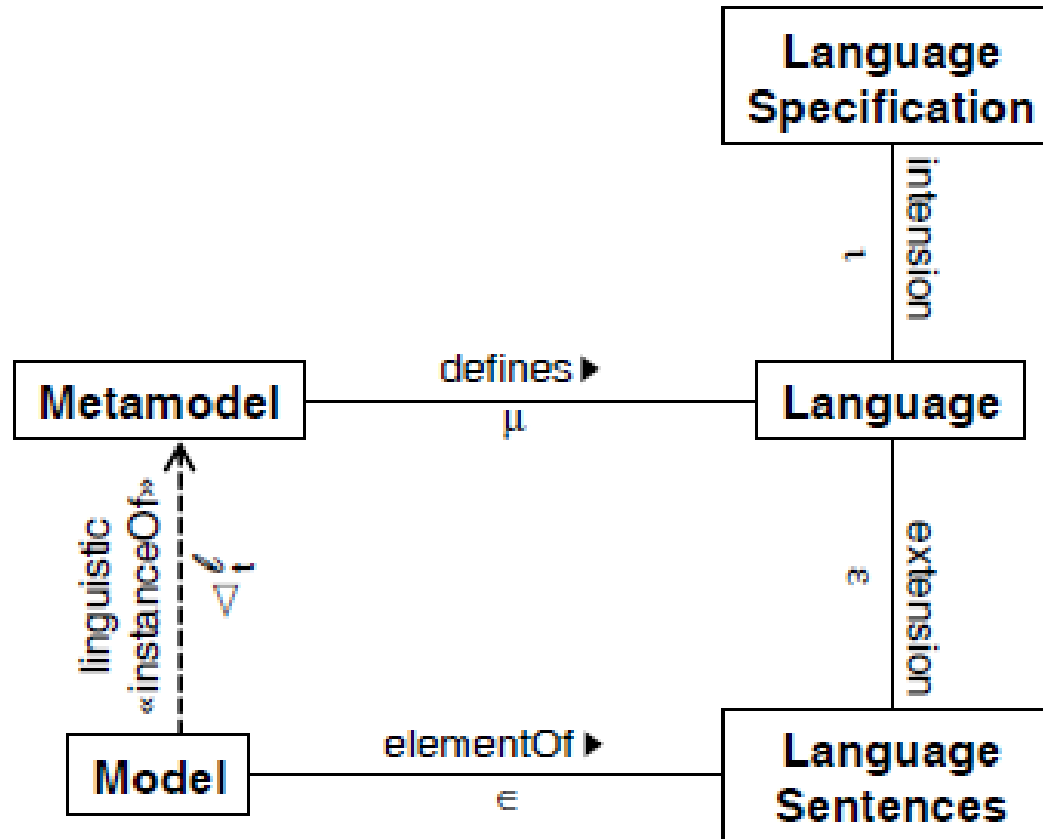 Language
Specification
intension
ι
defines ▶
Metamodel
μ
Language
linguistic
«instanceOf»
extension
ε
elementOf ▶
Model
∈
Language
Sentences